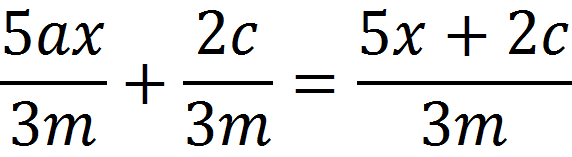 5ax/3m + 2c/3m = (5x + 2c)/3m